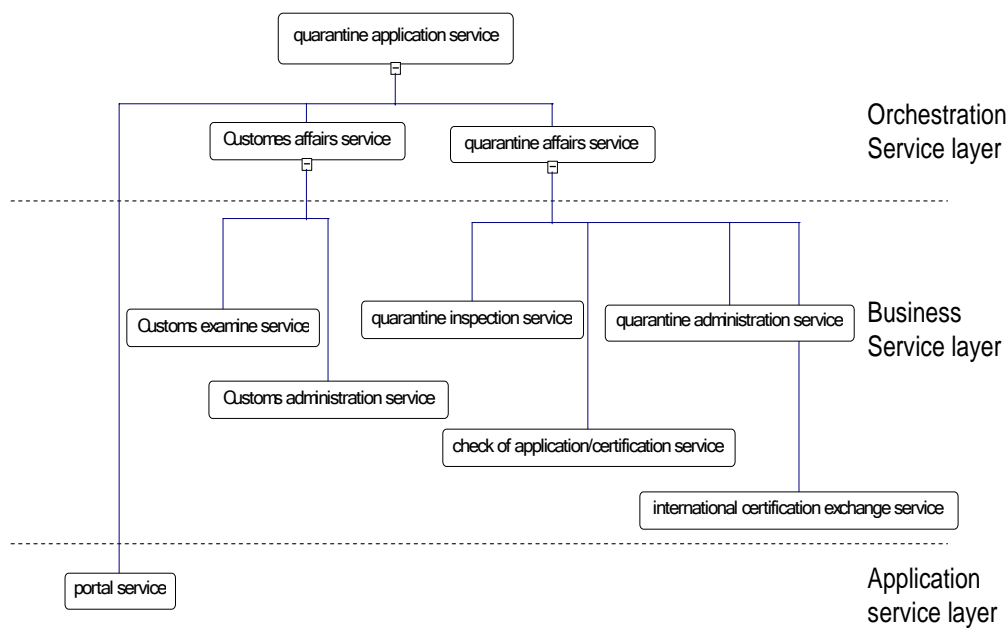 quarantine application service
Orchestration
Service layer
Customes affairs service
quarantine affairs service
Customs examine service
quarantine inspection service
quarantine administration service
Business
Service layer
Customs administration service
check of application/certification service
international certification exchange service
portal service
Application
service layer